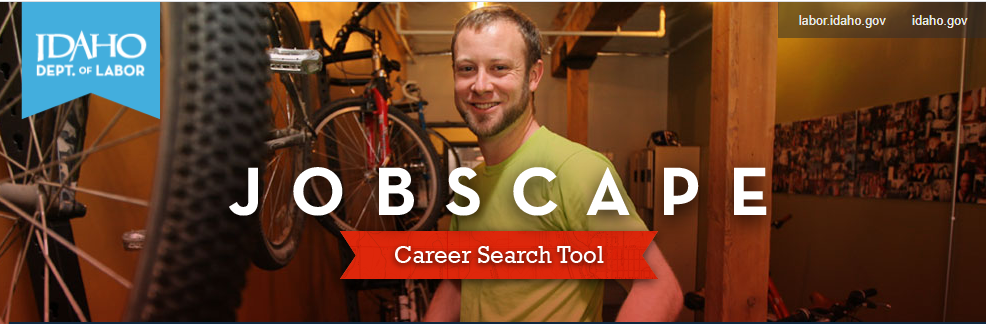 IDAHO
DEPT. OF LABOR
labor.idaho.gov idaho.gov
JOBSCAPE
Career Search Tool